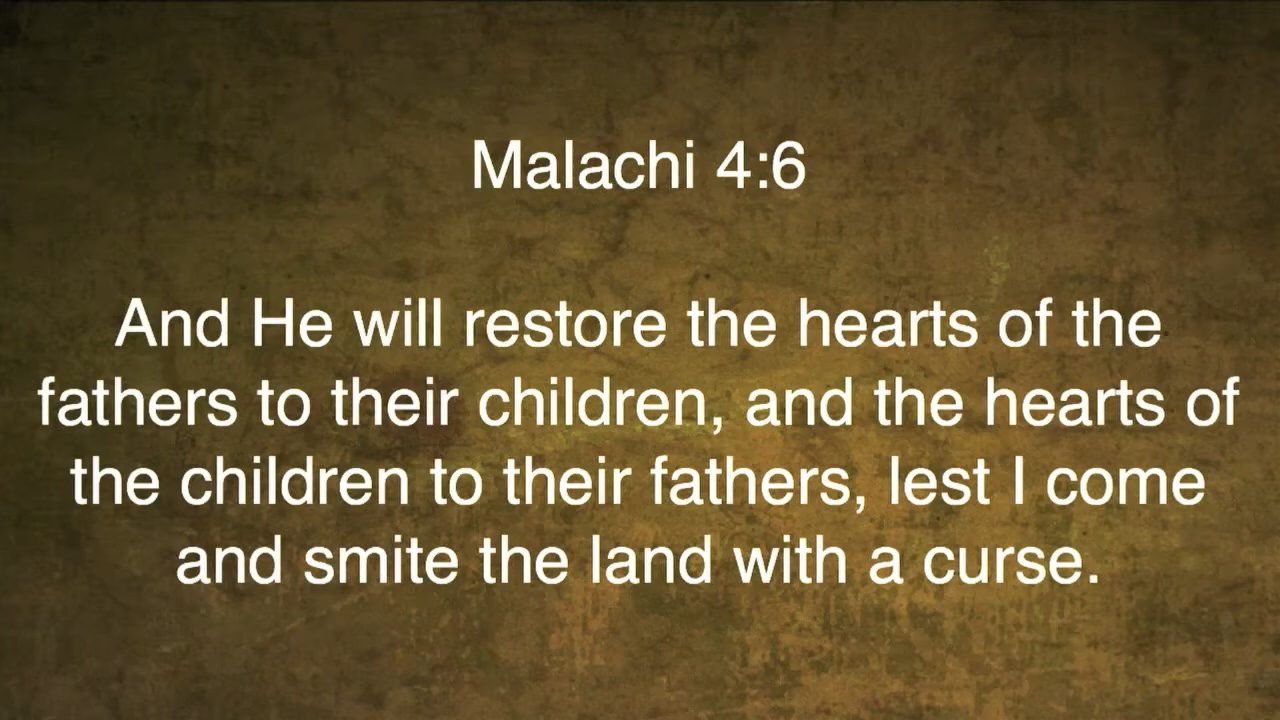 Malachi 4:6
And He will restore the hearts of the
fathers to their children, and the hearts of
the children to their fathers, lest I come
and smite the land with a curse.